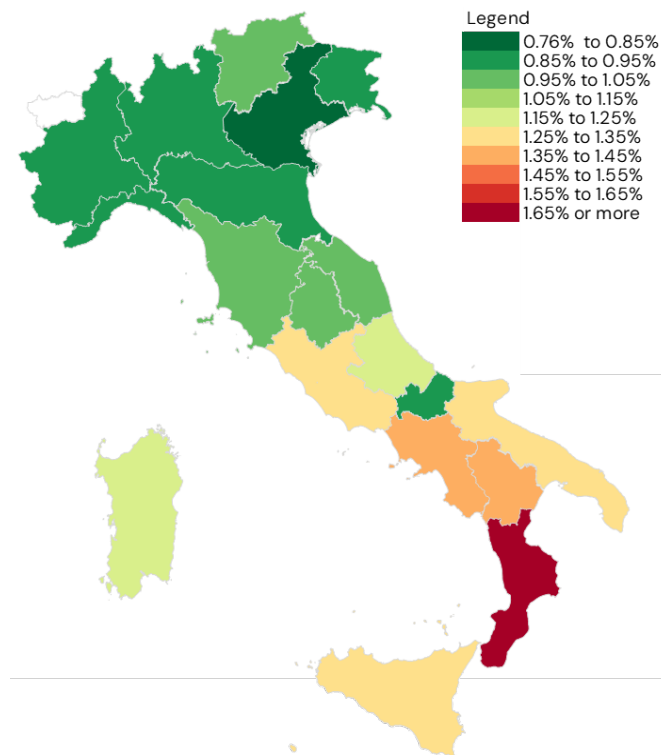 Legend
0.76% to 0.85%
0.85% to 0.95%
0.95% to 1.05%
1.05% to 1.15%
1.15% to 1.25%
1.25% to 1.35%
1.35% to 1.45%
1.45% to 1.55%
1.55% to 1.65%
1.65% or more